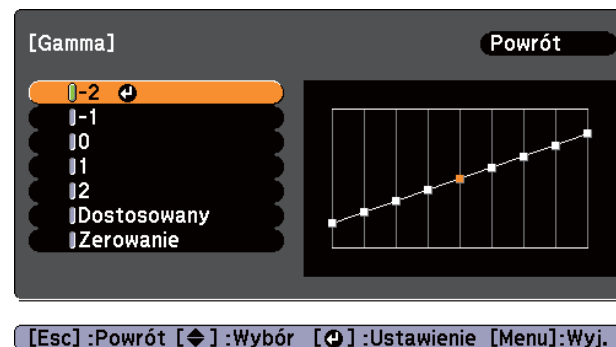 [Gamma] Powrót
-2
-1
0
1
2
Dostosowany
Zerowanie
[Esc] :Powrót [◆] :Wybór [↵] :Ustawienie [Menu]:Wyj.